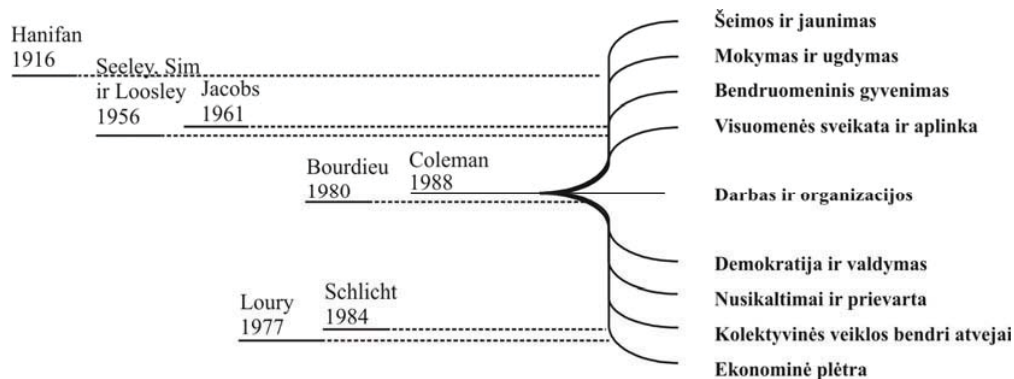 Hanifan
1916
Seeley, Sim
ir Loosley
1956
Jacobs
1961
Bourdieu
1980
Coleman
1988
Loury
1977
Schlicht
1984
Šeimos ir jaunimas
Mokymas ir ugdymas
Bendruomeninis gyvenimas
Visuomenės sveikata ir aplinka
Darbas ir organizacijos
Demokratija ir valdymas
Nusikaltimai ir prievarta
Kolektyvinės veiklos bendri atvejai
Ekonominė plėtra